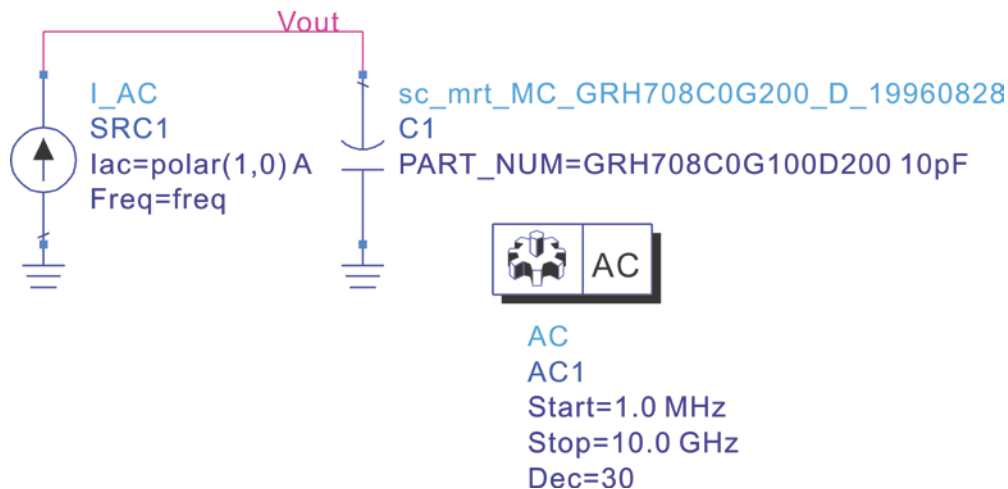 Vout
I_AC
SRC1
Iac=polar(1,0) A
Freq=freq
sc_mrt_MC_GRH708C0G200_D_19960828
C1
PART_NUM=GRH708C0G100D200 10pF
AC
AC
AC1
Start=1.0 MHz
Stop=10.0 GHz
Dec=30